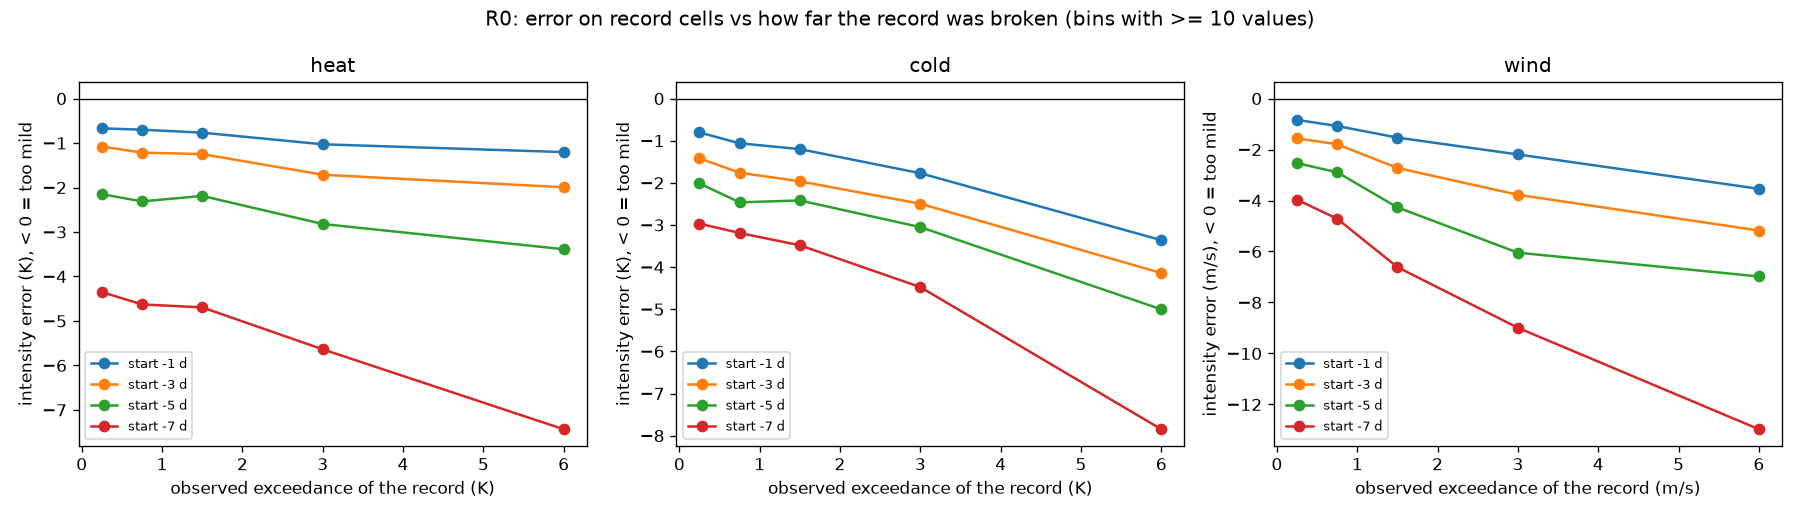 R0: error on record cells vs how far the record was broken (bins with >= 10 values)
heat
intensity error (K), < 0 = too mild
0
−1
−2
−3
−4
−5
−6
−7
start -1 d
start -3 d
start -5 d
start -7 d
0 1 2 3 4 5 6
observed exceedance of the record (K)
cold
intensity error (K), < 0 = too mild
0
−1
−2
−3
−4
−5
−6
−7
−8
start -1 d
start -3 d
start -5 d
start -7 d
0 1 2 3 4 5 6
observed exceedance of the record (K)
wind
intensity error (m/s), < 0 = too mild
0
−2
−4
−6
−8
−10
−12
start -1 d
start -3 d
start -5 d
start -7 d
0 1 2 3 4 5 6
observed exceedance of the record (m/s)